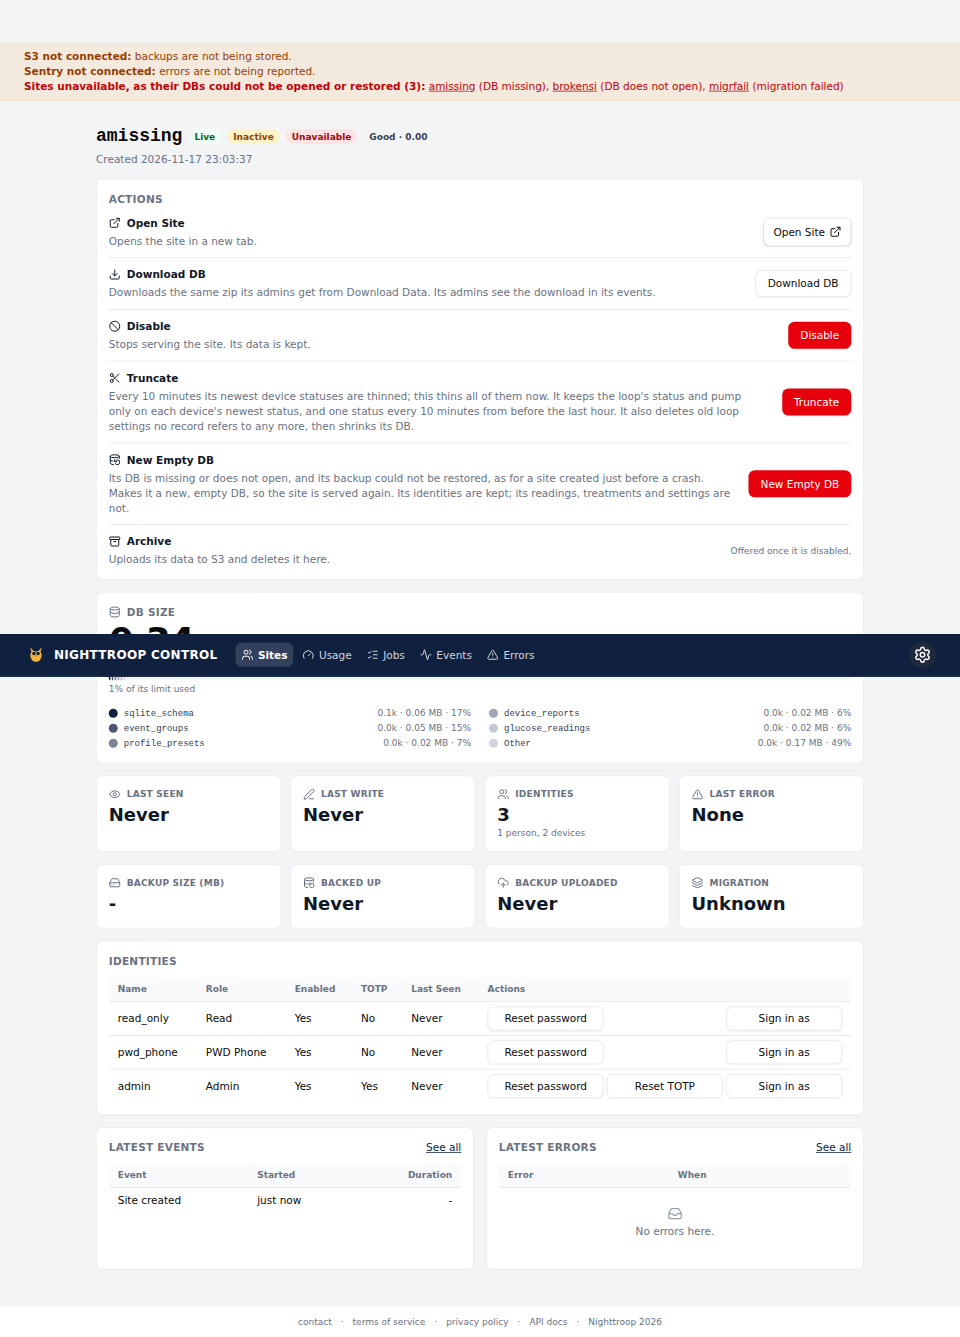 S3 not connected: backups are not being stored.
Sentry not connected: errors are not being reported.
Sites unavailable, as their DBs could not be opened or restored (3): amissing (DB missing), brokensi (DB does not open), migrfail (migration failed)
amissing Live Inactive Unavailable Good · 0.00
Created 2026-11-17 23:03:37
ACTIONS
Open Site
Opens the site in a new tab.
Open Site
Download DB
Downloads the same zip its admins get from Download Data. Its admins see the download in its events.
Download DB
Disable
Stops serving the site. Its data is kept.
Disable
Truncate
Every 10 minutes its newest device statuses are thinned; this thins all of them now. It keeps the loop's status and pump
only on each device's newest status, and one status every 10 minutes from before the last hour. It also deletes old loop
settings no record refers to any more, then shrinks its DB.
Truncate
New Empty DB
Its DB is missing or does not open, and its backup could not be restored, as for a site created just before a crash.
Makes it a new, empty DB, so the site is served again. Its identities are kept; its readings, treatments and settings are
not.
New Empty DB
Archive
Uploads its data to S3 and deletes it here.
Offered once it is disabled.
DB SIZE
NIGHTTROOP CONTROL Sites Usage Jobs Events Errors
1% of its limit used
sqlite_schema 0.1k · 0.06 MB · 17% device_reports 0.0k · 0.02 MB · 6%
event_groups 0.0k · 0.05 MB · 15% glucose_readings 0.0k · 0.02 MB · 6%
profile_presets 0.0k · 0.02 MB · 7% Other 0.0k · 0.17 MB · 49%
LAST SEEN
Never
LAST WRITE
Never
IDENTITIES
3
1 person, 2 devices
LAST ERROR
None
BACKUP SIZE (MB)
-
BACKED UP
Never
BACKUP UPLOADED
Never
MIGRATION
Unknown
IDENTITIES
Name Role Enabled TOTP Last Seen Actions
read_only Read Yes No Never Reset password Sign in as
pwd_phone PWD Phone Yes No Never Reset password Sign in as
admin Admin Yes Yes Never Reset password Reset TOTP Sign in as
LATEST EVENTS See all
Event Started Duration
Site created just now -
LATEST ERRORS See all
Error When
No errors here.
contact · terms of service · privacy policy · API docs · Nighttroop 2026